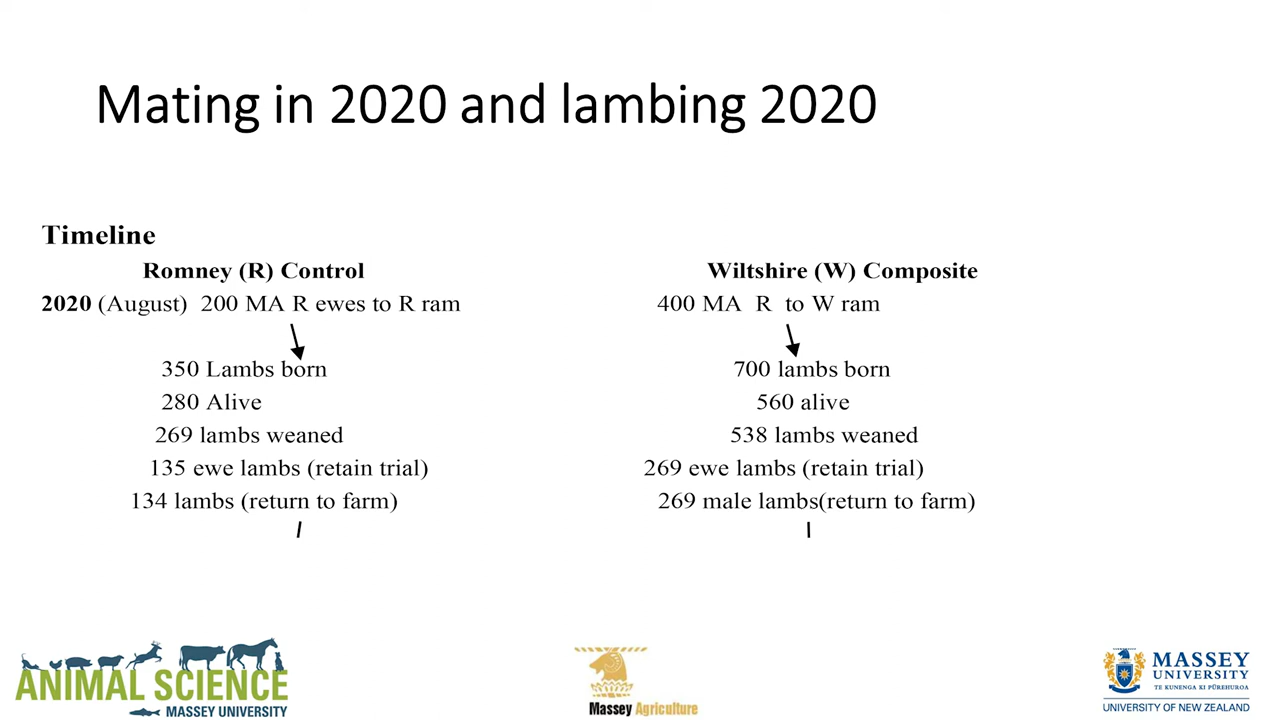 Mating in 2020 and lambing 2020
Timeline
Romney (R) Control
2020 (August) 200 MA R ewes to R ram
350 Lambs born
280 Alive
269 lambs weaned
135 ewe lambs (retain trial)
134 lambs (return to farm)
Wiltshire (W) Composite
400 MA R to W ram
700 lambs born
560 alive
538 lambs weaned
269 ewe lambs (retain trial)
269 male lambs(return to farm)
ANIMAL SCIENCE
MASSEY UNIVERSITY
Massey Agriculture
MASSEY
UNIVERSITY
TE KUNENGA KI PŪREHUROA
UNIVERSITY OF NEW ZEALAND